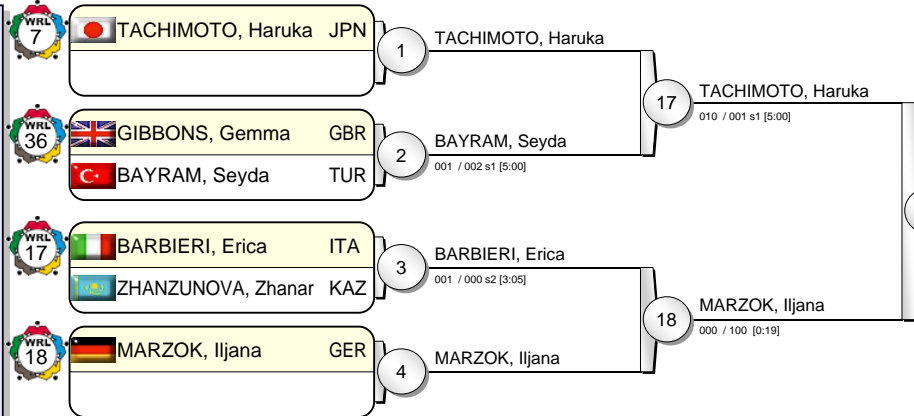 WRL
7
TACHIMOTO, Haruka JPN
1
TACHIMOTO, Haruka
17
TACHIMOTO, Haruka
010 / 001 s1 [5:00]
WRL
36
GIBBONS, Gemma GBR
2
BAYRAM, Seyda
001 / 002 s1 [5:00]
BAYRAM, Seyda TUR
WRL
17
BARBIERI, Erica ITA
3
BARBIERI, Erica
001 / 000 s2 [3:05]
ZHANZUNOVA, Zhanar KAZ
18
MARZOK, Iljana
000 / 100 [0:19]
WRL
18
MARZOK, Iljana GER
4
MARZOK, Iljana